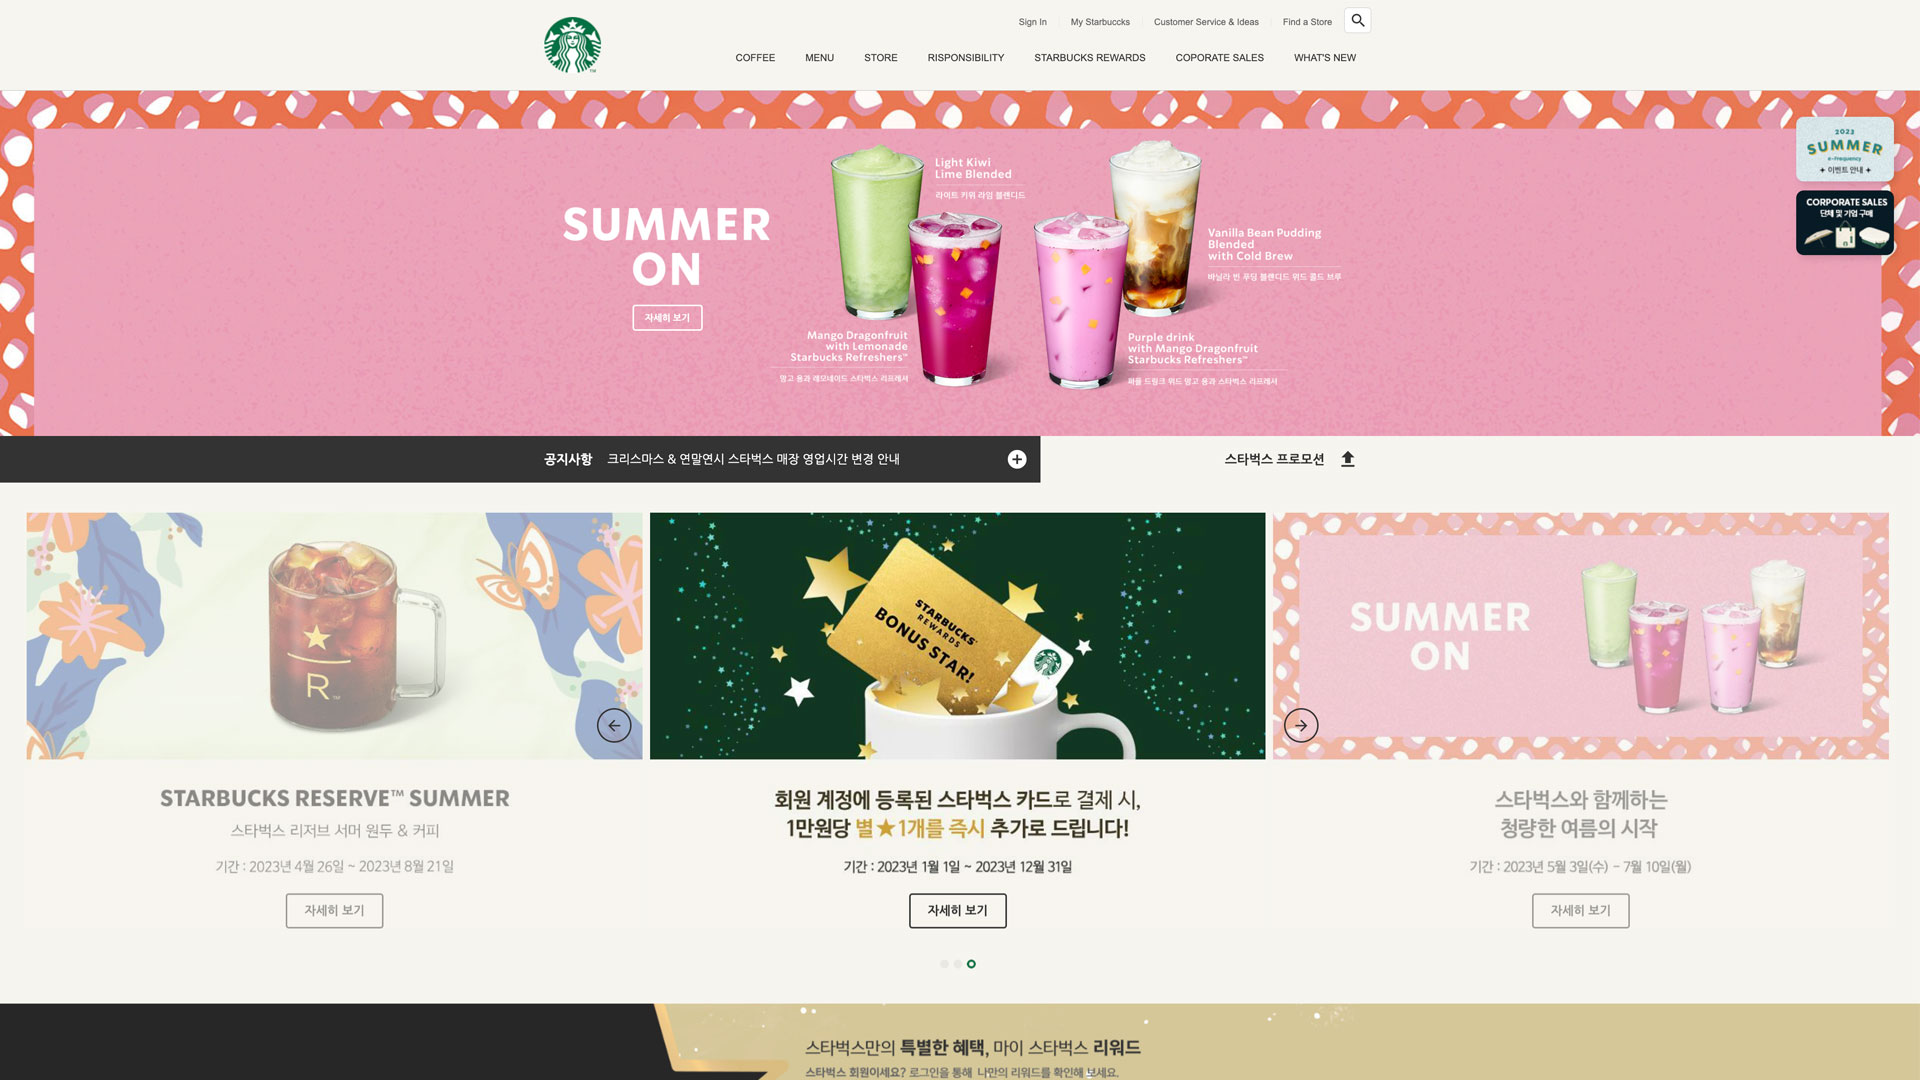 Sign In
My Starbuccks
Customer Service & Ideas
Find a Store
COFFEE
MENU
STORE
RISPONSIBILITY
STARBUCKS REWARDS
COPORATE SALES
WHAT'S NEW
SUMMER
ON
자세히 보기
Light Kiwi
Lime Blended
라이트 키위 라임 블렌디드
Mango Dragonfruit
with Lemonade
Starbucks Refreshers™
망고 용과 레모네이드 스타벅스 리프레셔
Vanilla Bean Pudding
Blended
with Cold Brew
바닐라 빈 푸딩 블렌디드 위드 콜드 브루
Purple drink
with Mango Dragonfruit
Starbucks Refreshers™
퍼플 드링크 위드 망고 용과 스타벅스 리프레셔
2023
SUMMER
e-Frequency
이벤트 안내
CORPORATE SALES
단체 및 기업 구매
공지사항 크리스마스 & 연말연시 스타벅스 매장 영업시간 변경 안내
스타벅스 프로모션
R™
STARBUCKS RESERVE™ SUMMER
스타벅스 리저브 서머 원두 & 커피
기간 : 2023년 4월 26일 ~ 2023년 8월 21일
자세히 보기
STARBUCKS
REWARDS
BONUS STAR!
회원 계정에 등록된 스타벅스 카드로 결제 시,
1만원당 별★1개를 즉시 추가로 드립니다!
기간 : 2023년 1월 1일 ~ 2023년 12월 31일
자세히 보기
SUMMER
ON
스타벅스와 함께하는
청량한 여름의 시작
기간 : 2023년 5월 3일(수) - 7월 10일(월)
자세히 보기
스타벅스만의 특별한 혜택, 마이 스타벅스 리워드
스타벅스 회원이세요? 로그인을 통해 나만의 리워드를 확인해 보세요.